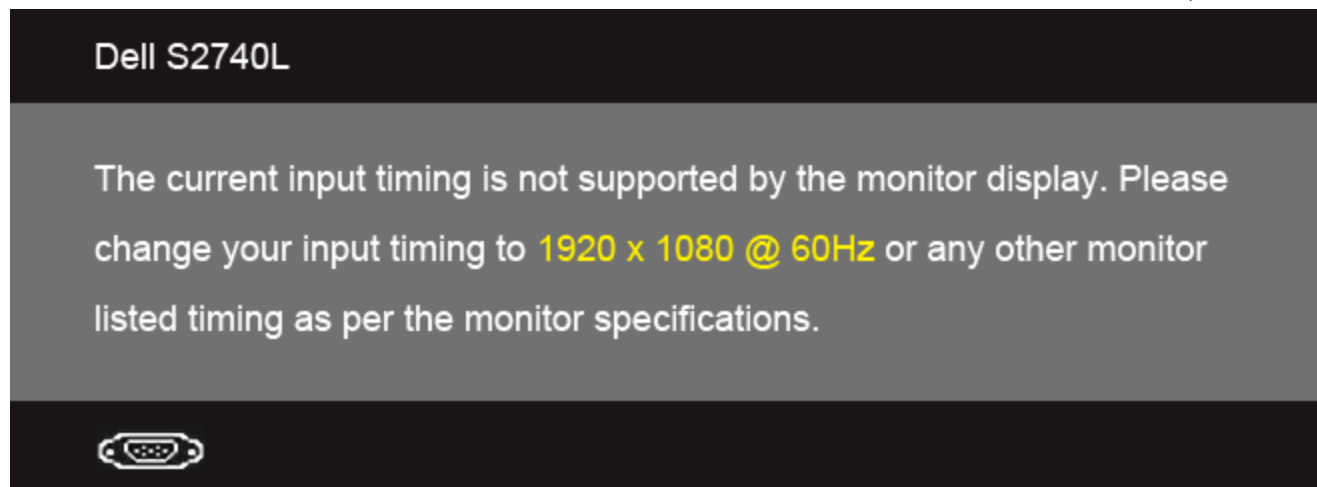 Dell S2740L
The current input timing is not supported by the monitor display. Please
change your input timing to 1920 x 1080 @ 60Hz or any other monitor
listed timing as per the monitor specifications.